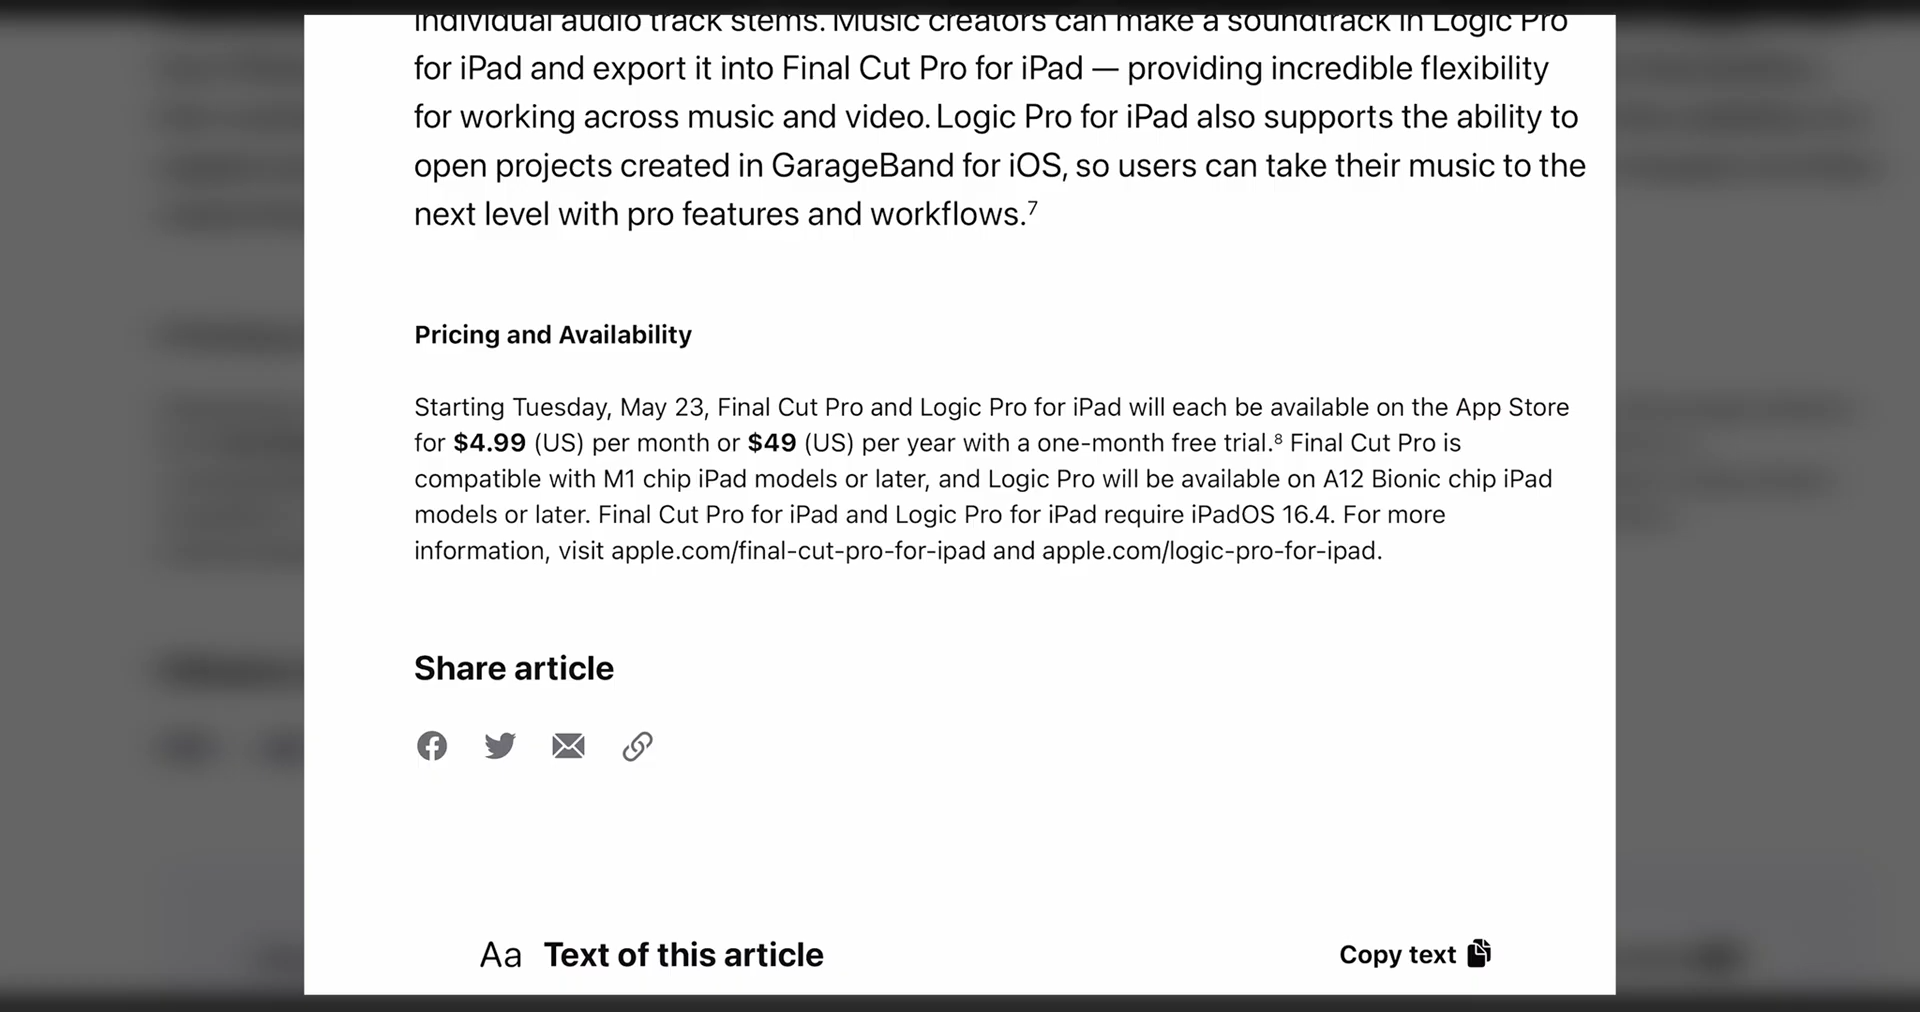 individual audio track stems. Music creators can make a soundtrack in Logic Pro
for iPad and export it into Final Cut Pro for iPad — providing incredible flexibility
for working across music and video. Logic Pro for iPad also supports the ability to
open projects created in GarageBand for iOS, so users can take their music to the
next level with pro features and workflows.⁷
Pricing and Availability
Starting Tuesday, May 23, Final Cut Pro and Logic Pro for iPad will each be available on the App Store
for $4.99 (US) per month or $49 (US) per year with a one-month free trial.⁸ Final Cut Pro is
compatible with M1 chip iPad models or later, and Logic Pro will be available on A12 Bionic chip iPad
models or later. Final Cut Pro for iPad and Logic Pro for iPad require iPadOS 16.4. For more
information, visit apple.com/final-cut-pro-for-ipad and apple.com/logic-pro-for-ipad.
Share article
Aa Text of this article
Copy text